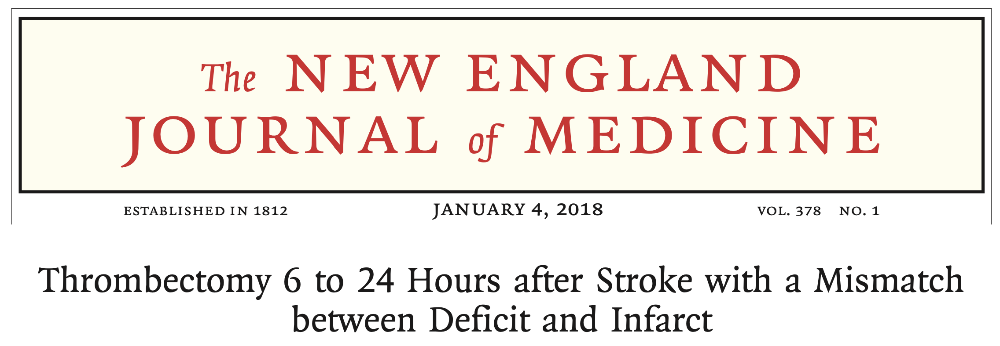 The NEW ENGLAND
JOURNAL of MEDICINE
ESTABLISHED IN 1812 JANUARY 4, 2018 VOL. 378 NO. 1
Thrombectomy 6 to 24 Hours after Stroke with a Mismatch
between Deficit and Infarct